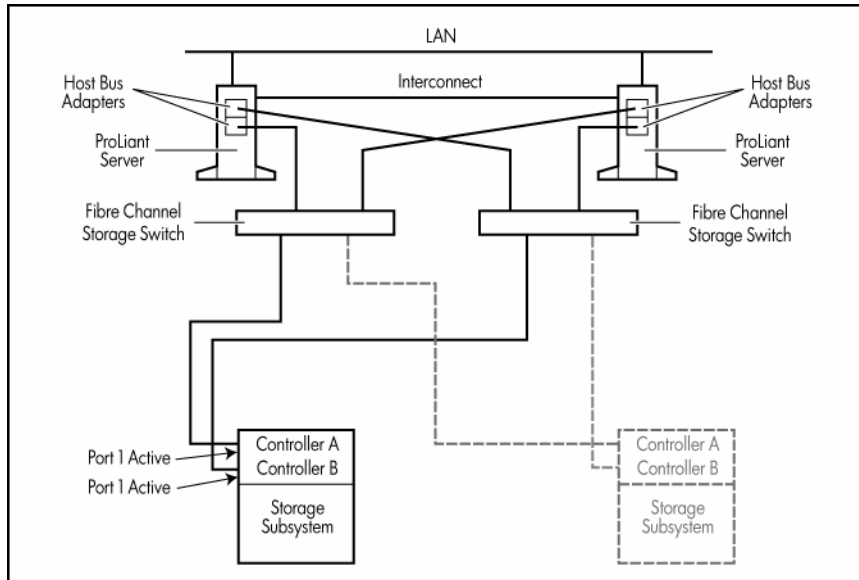 LAN
Interconnect
Host Bus
Adapters
Host Bus
Adapters
ProLiant
Server
ProLiant
Server
Fibre Channel
Storage Switch
Fibre Channel
Storage Switch
Port 1 Active
Port 1 Active
Controller A
Controller B
Storage
Subsystem
Controller A
Controller B
Storage
Subsystem